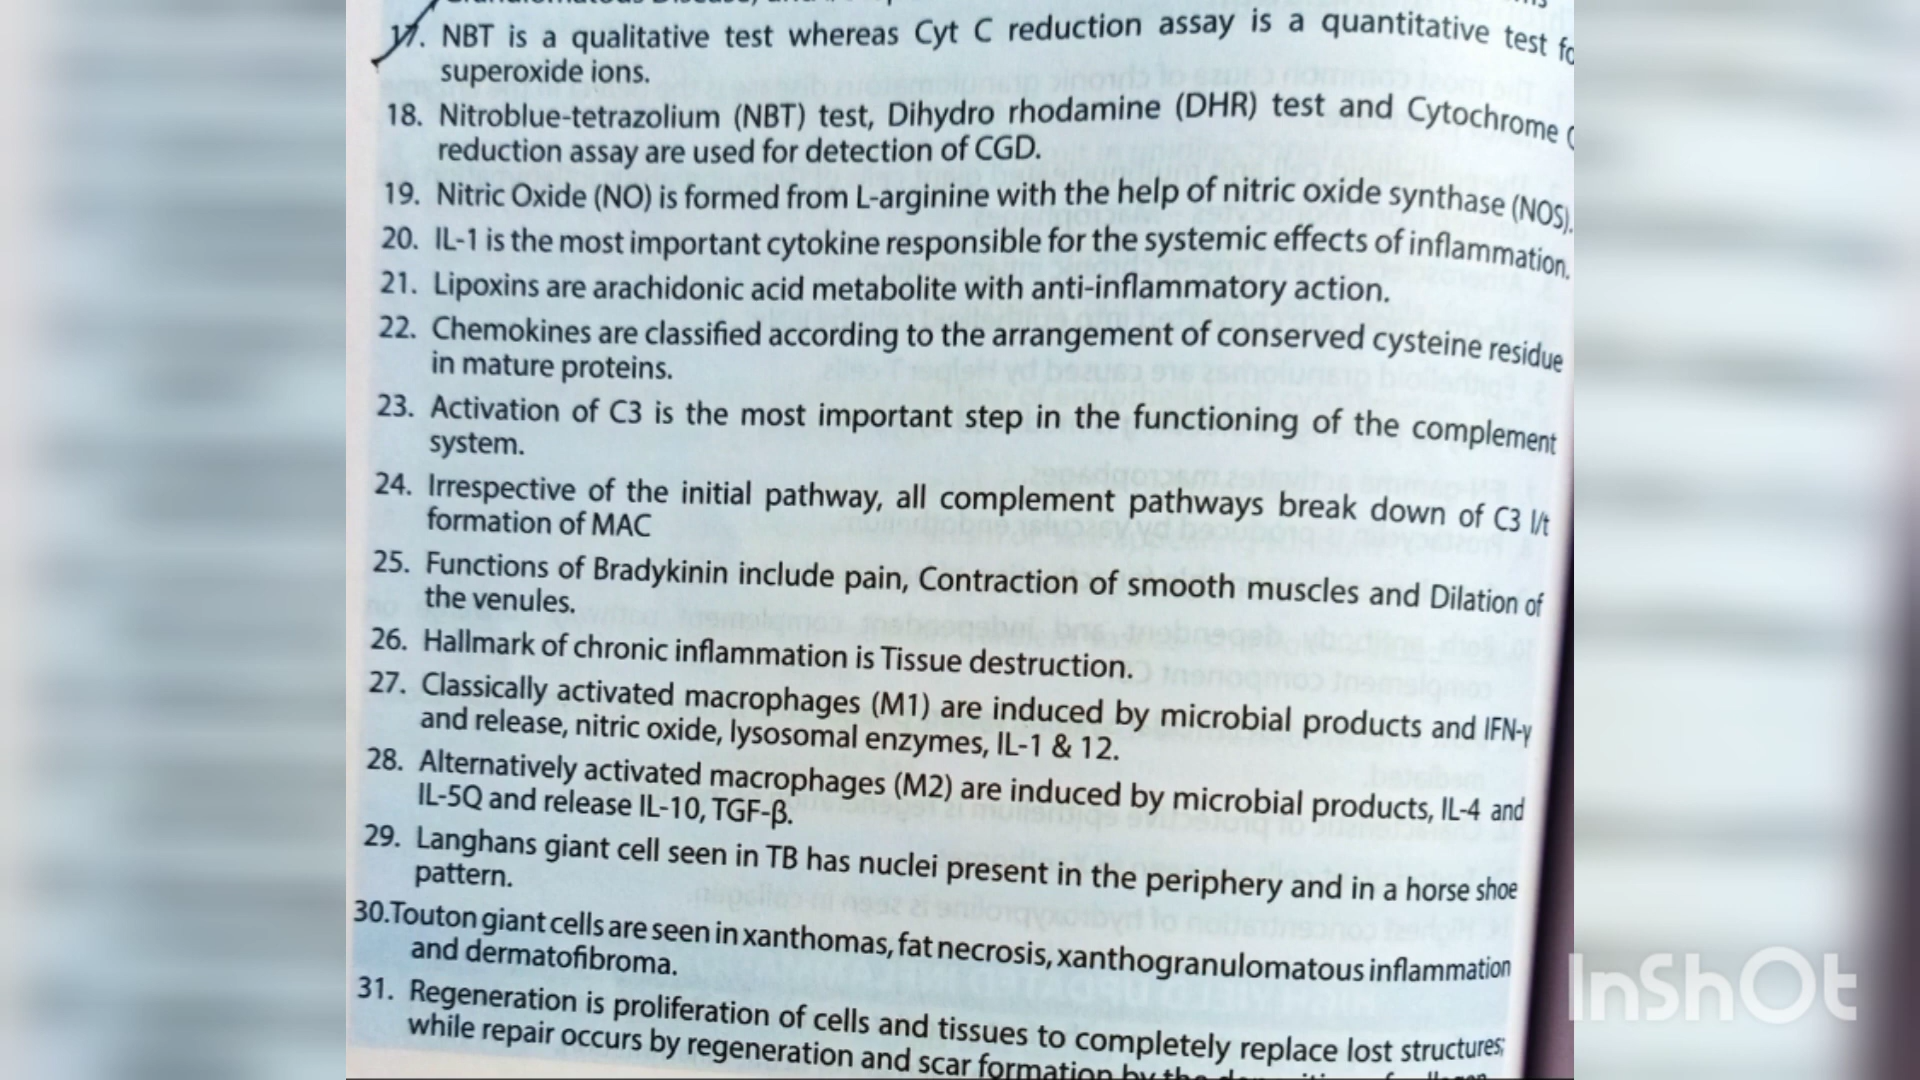 17. NBT is a qualitative test whereas Cyt C reduction assay is a quantitative test
superoxide ions.
18. Nitroblue-tetrazolium (NBT) test, Dihydro rhodamine (DHR) test and Cytochrome
reduction assay are used for detection of CGD.
19. Nitric Oxide (NO) is formed from L-arginine with the help of nitric oxide synthase (NOS).
20. IL-1 is the most important cytokine responsible for the systemic effects of inflammation.
21. Lipoxins are arachidonic acid metabolite with anti-inflammatory action.
22. Chemokines are classified according to the arrangement of conserved cysteine residue
in mature proteins.
23. Activation of C3 is the most important step in the functioning of the complement
system.
24. Irrespective of the initial pathway, all complement pathways break down of C3 l/t
formation of MAC
25. Functions of Bradykinin include pain, Contraction of smooth muscles and Dilation of
the venules.
26. Hallmark of chronic inflammation is Tissue destruction.
27. Classically activated macrophages (M1) are induced by microbial products and IFN-γ
and release, nitric oxide, lysosomal enzymes, IL-1 & 12.
28. Alternatively activated macrophages (M2) are induced by microbial products, IL-4 and
IL-5Q and release IL-10, TGF-β.
29. Langhans giant cell seen in TB has nuclei present in the periphery and in a horse shoe
pattern.
30.Touton giant cells are seen in xanthomas, fat necrosis, xanthogranulomatous inflammation
and dermatofibroma.
31. Regeneration is proliferation of cells and tissues to completely replace lost structures;
while repair occurs by regeneration and scar formation by the
InShOt